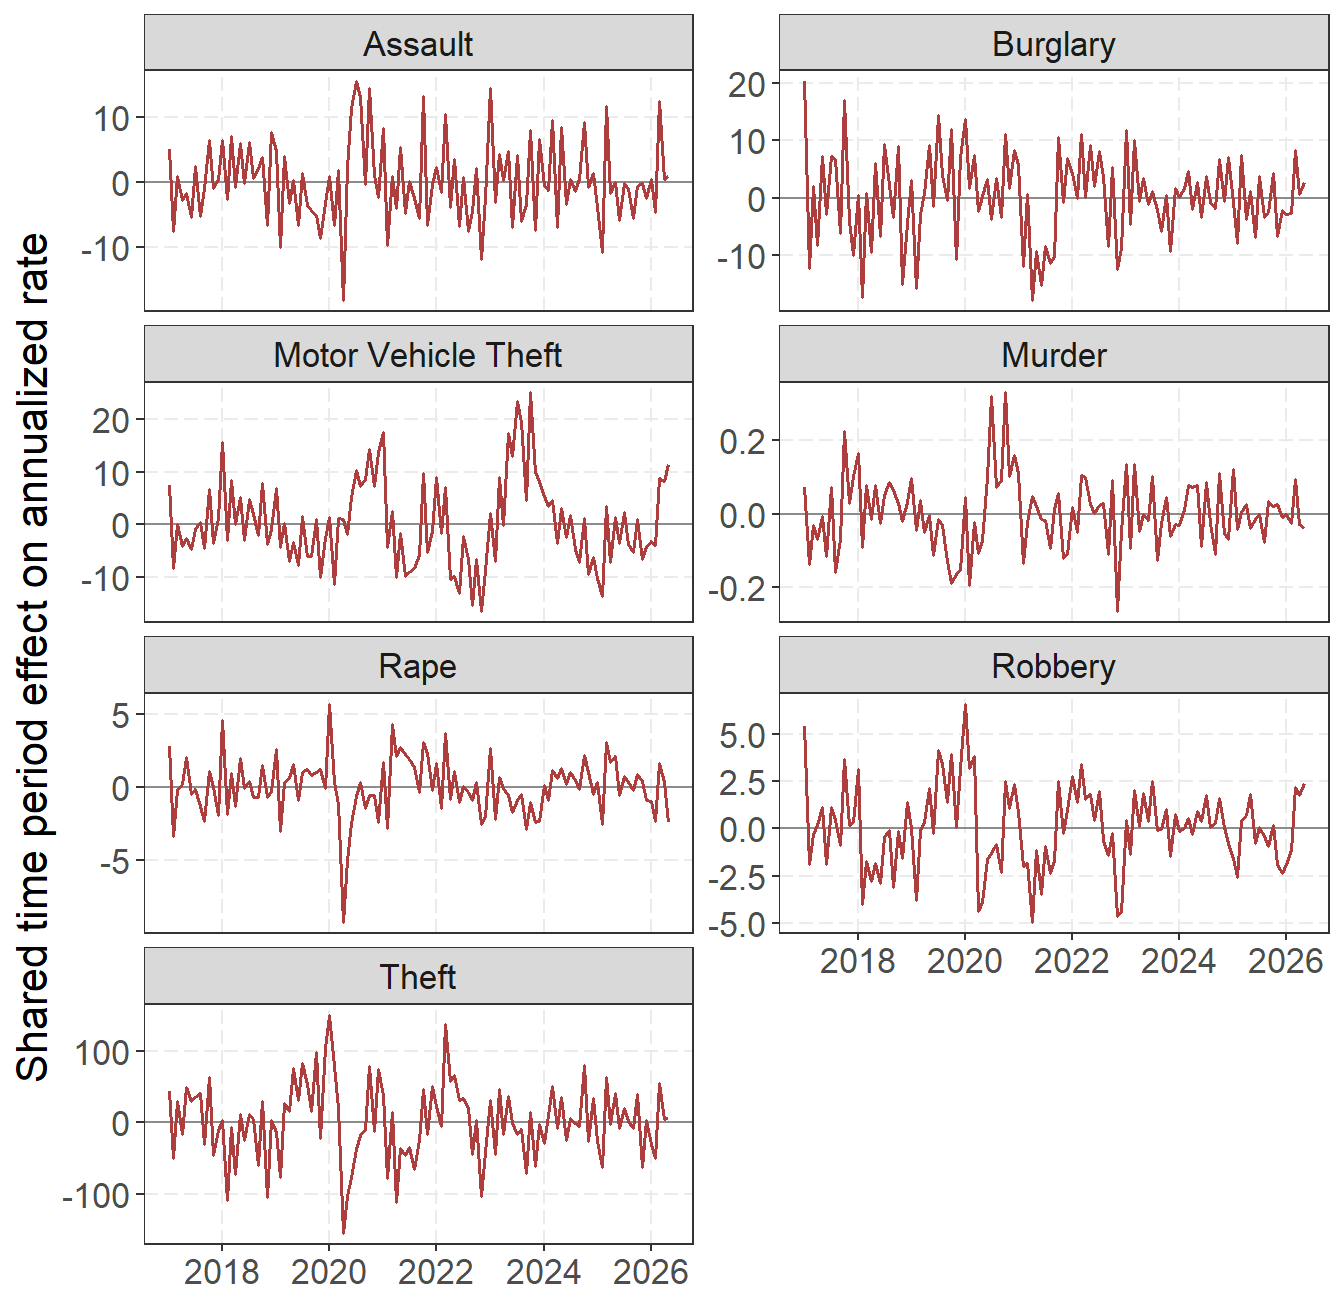 Shared time period effect on annualized rate
Assault
10
0
-10
Burglary
20
10
0
-10
Motor Vehicle Theft
20
10
0
-10
Murder
0.2
0.0
-0.2
Rape
5
0
-5
Robbery
5.0
2.5
0.0
-2.5
-5.0
2018 2020 2022 2024 2026
Theft
100
0
-100
2018 2020 2022 2024 2026